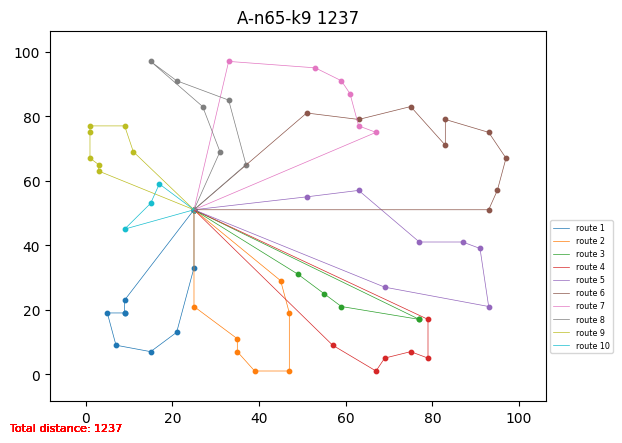 A-n65-k9 1237
100
80
60
40
20
0
0 20 40 60 80 100
route 1
route 2
route 3
route 4
route 5
route 6
route 7
route 8
route 9
route 10
Total distance: 1237